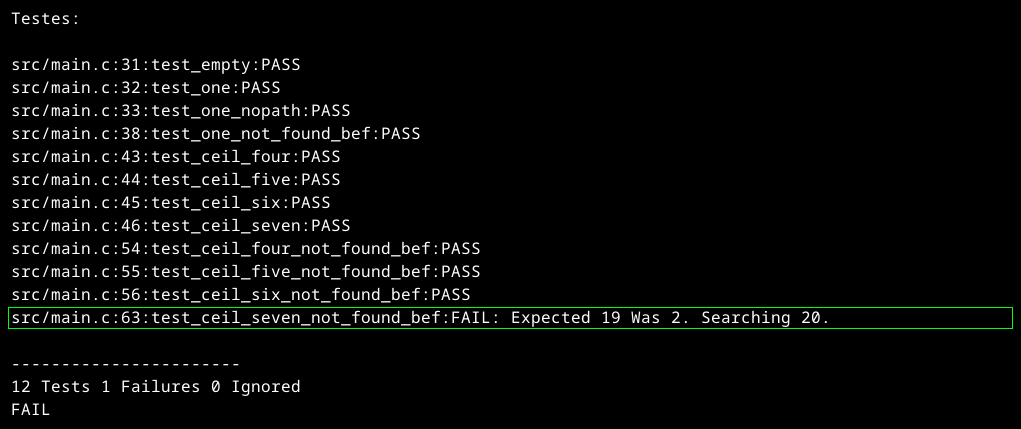 Testes:
src/main.c:31:test_empty:PASS
src/main.c:32:test_one:PASS
src/main.c:33:test_one_nopath:PASS
src/main.c:38:test_one_not_found_bef:PASS
src/main.c:43:test_ceil_four:PASS
src/main.c:44:test_ceil_five:PASS
src/main.c:45:test_ceil_six:PASS
src/main.c:46:test_ceil_seven:PASS
src/main.c:54:test_ceil_four_not_found_bef:PASS
src/main.c:55:test_ceil_five_not_found_bef:PASS
src/main.c:56:test_ceil_six_not_found_bef:PASS
src/main.c:63:test_ceil_seven_not_found_bef:FAIL: Expected 19 Was 2. Searching 20.
-----------------------
12 Tests 1 Failures 0 Ignored
FAIL